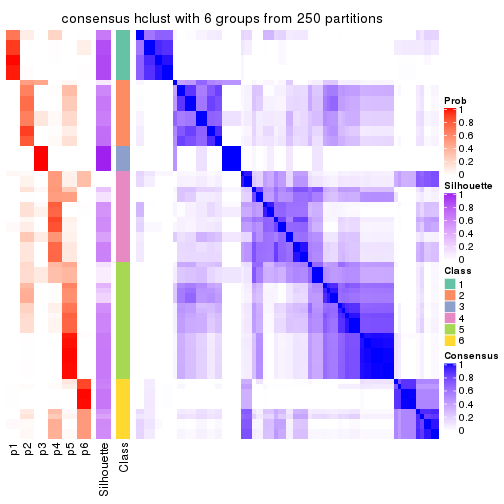 consensus hclust with 6 groups from 250 partitions
Prob
1
0.8
0.6
0.4
0.2
0
Silhouette
1
0.8
0.6
0.4
0.2
0
Class
1
2
3
4
5
6
Consensus
1
0.8
0.6
0.4
0.2
0
p1
p2
p3
p4
p5
p6
Silhouette
Class